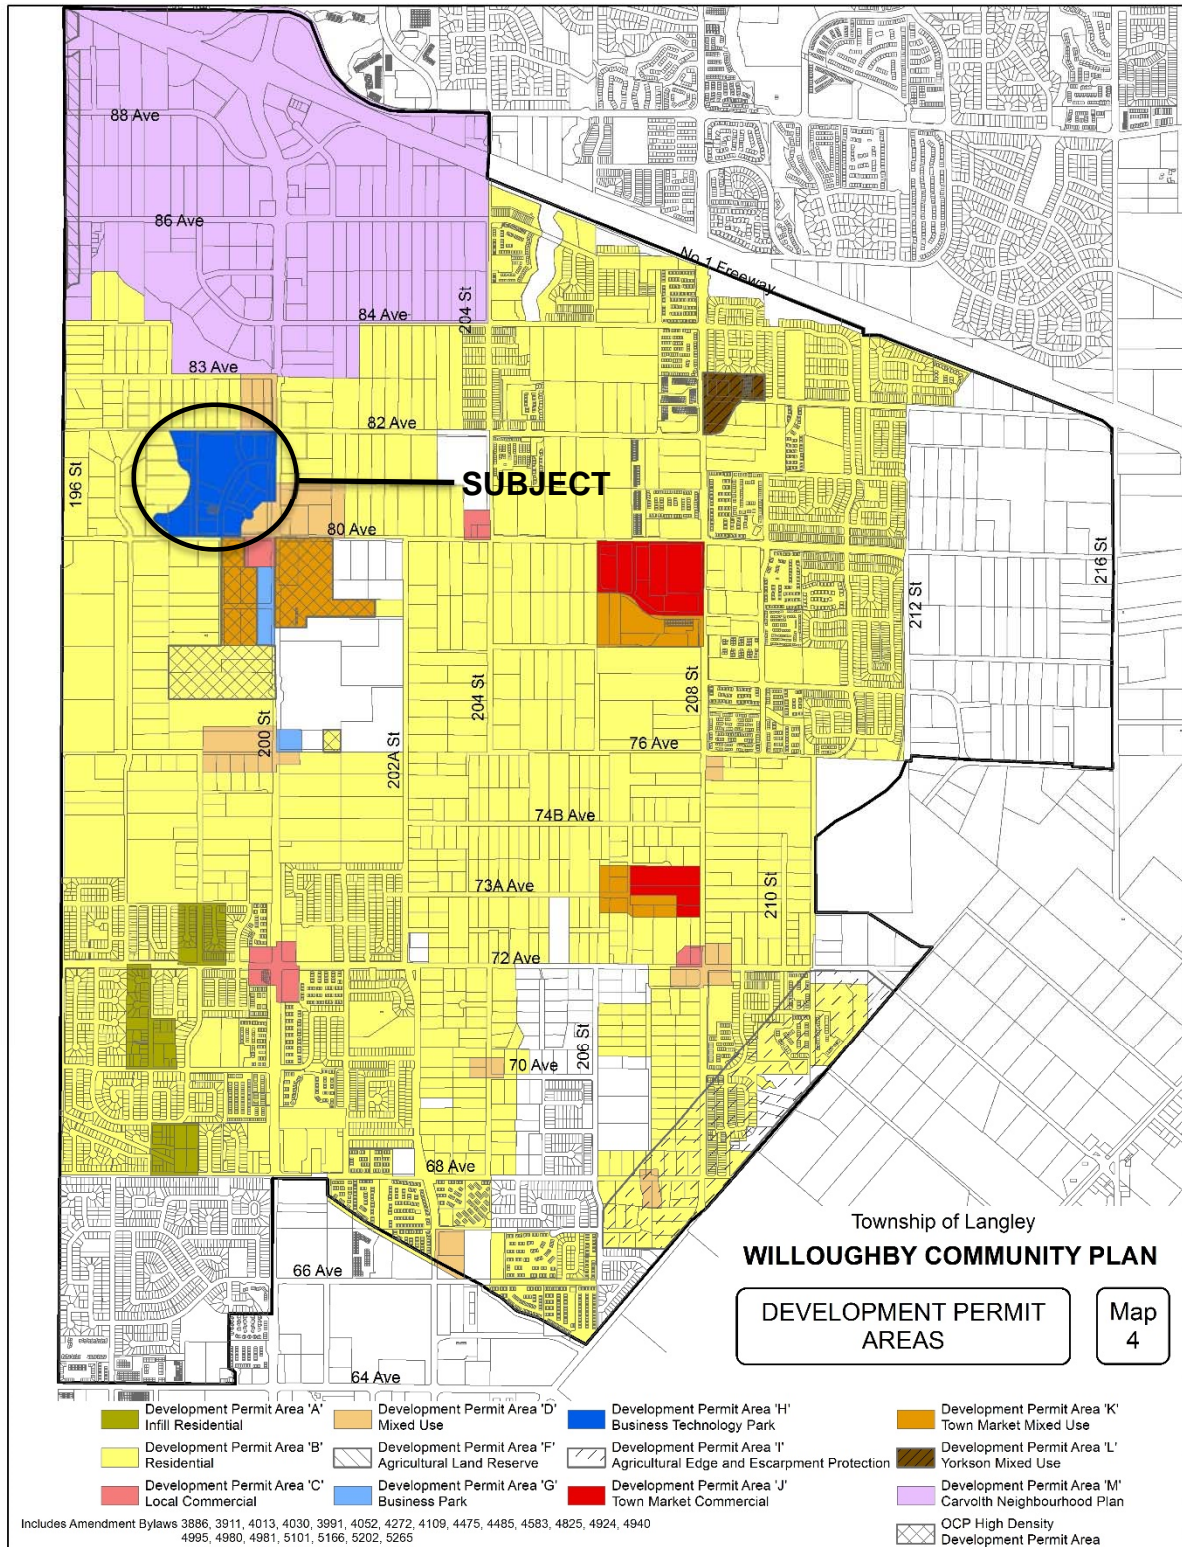 88 Ave
86 Ave
No 1 Freeway
204 St
84 Ave
83 Ave
82 Ave
196 St
SUBJECT
80 Ave
216 St
212 St
204 St
208 St
200 St
202A St
76 Ave
74B Ave
73A Ave
210 St
72 Ave
206 St
70 Ave
68 Ave
66 Ave
64 Ave
Township of Langley
WILLOUGHBY COMMUNITY PLAN
DEVELOPMENT PERMIT
AREAS
Map
4
Development Permit Area 'A'
Infill Residential
Development Permit Area 'B'
Residential
Development Permit Area 'C'
Local Commercial
Development Permit Area 'D'
Mixed Use
Development Permit Area 'F'
Agricultural Land Reserve
Development Permit Area 'G'
Business Park
Development Permit Area 'H'
Business Technology Park
Development Permit Area 'I'
Agricultural Edge and Escarpment Protection
Development Permit Area 'J'
Town Market Commercial
Development Permit Area 'K'
Town Market Mixed Use
Development Permit Area 'L'
Yorkson Mixed Use
Development Permit Area 'M'
Carvolth Neighbourhood Plan
OCP High Density
Development Permit Area
Includes Amendment Bylaws 3886, 3911, 4013, 4030, 3991, 4052, 4272, 4109, 4475, 4485, 4583, 4825, 4924, 4940
4995, 4980, 4981, 5101, 5166, 5202, 5265